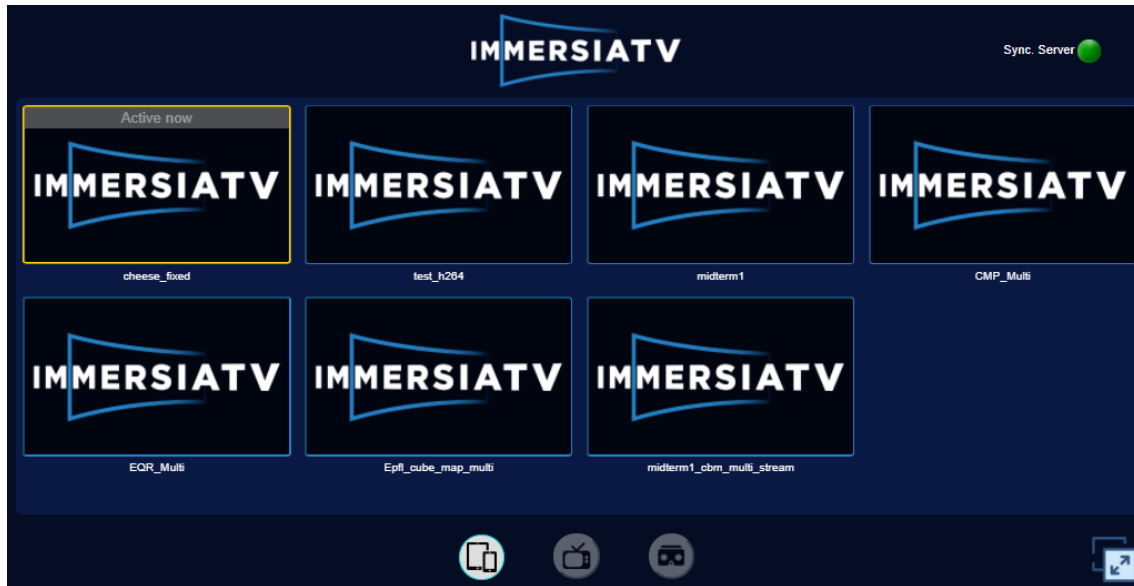 IMMERSIATV
Sync. Server
Active now
IMMERSIATV
IMMERSIATV
IMMERSIATV
IMMERSIATV
cheese_fixed
test_h264
midterm1
CMP_Multi
IMMERSIATV
IMMERSIATV
IMMERSIATV
EQR_Multi
Epfl_cube_map_multi
midterm1_cbm_multi_stream